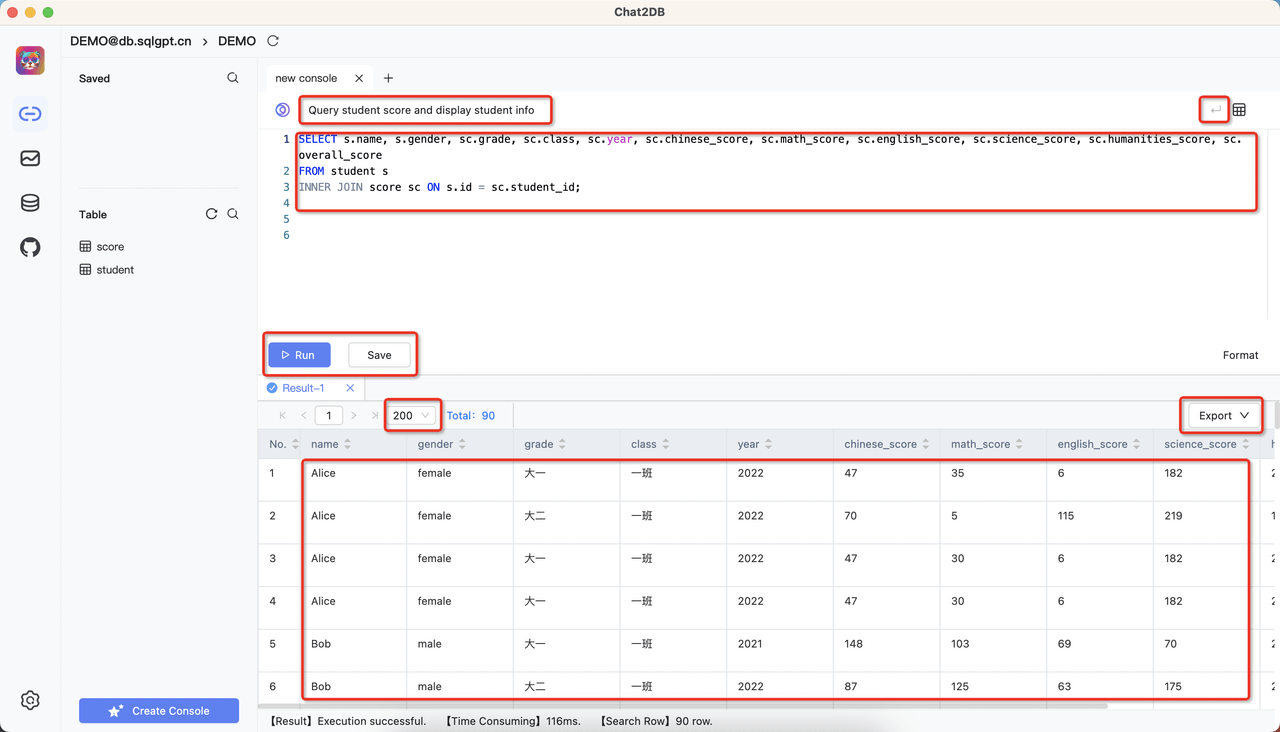 Chat2DB
DEMO@db.sqlgpt.cn > DEMO
Saved
Table
score
student
Create Console
new console
Query student score and display student info
1 SELECT s.name, s.gender, sc.grade, sc.class, sc.year, sc.chinese_score, sc.math_score, sc.english_score, sc.science_score, sc.humanities_score, sc.
overall_score
2 FROM student s
3 INNER JOIN score sc ON s.id = sc.student_id;
4
5
6
Run Save Format
Result-1
1 200 Total: 90 Export
No. name gender grade class year chinese_score math_score english_score science_score
1 Alice female 大一 一班 2022 47 35 6 182
2 Alice female 大二 一班 2022 70 5 115 219
3 Alice female 大一 一班 2022 47 30 6 182
4 Alice female 大一 一班 2022 47 30 6 182
5 Bob male 大一 一班 2021 148 103 69 70
6 Bob male 大二 一班 2022 87 125 63 175
【Result】Execution successful. 【Time Consuming】116ms. 【Search Row】90 row.